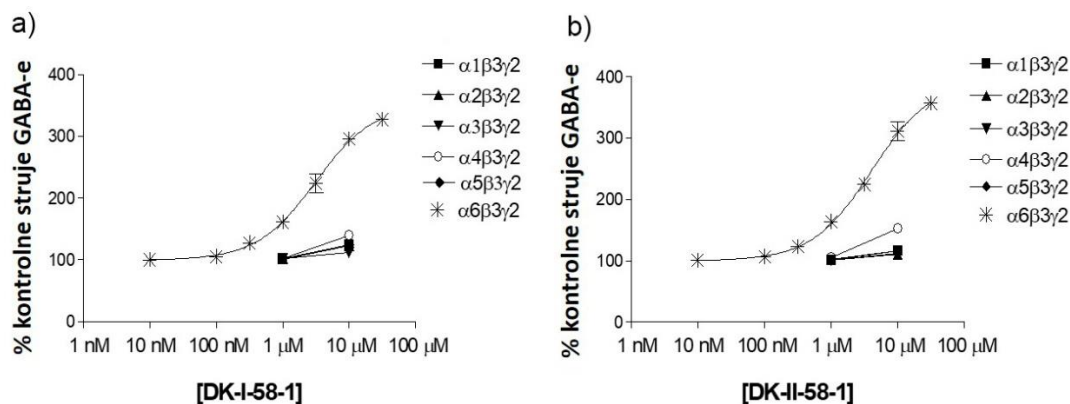 a)
% kontrolne struje GABA-e
400
300
200
100
0
1 nM 10 nM 100 nM 1 μM 10 μM 100 μM
[DK-I-58-1]
α1β3γ2
α2β3γ2
α3β3γ2
α4β3γ2
α5β3γ2
α6β3γ2
b)
% kontrolne struje GABA-e
400
300
200
100
0
1 nM 10 nM 100 nM 1 μM 10 μM 100 μM
[DK-II-58-1]
α1β3γ2
α2β3γ2
α3β3γ2
α4β3γ2
α5β3γ2
α6β3γ2